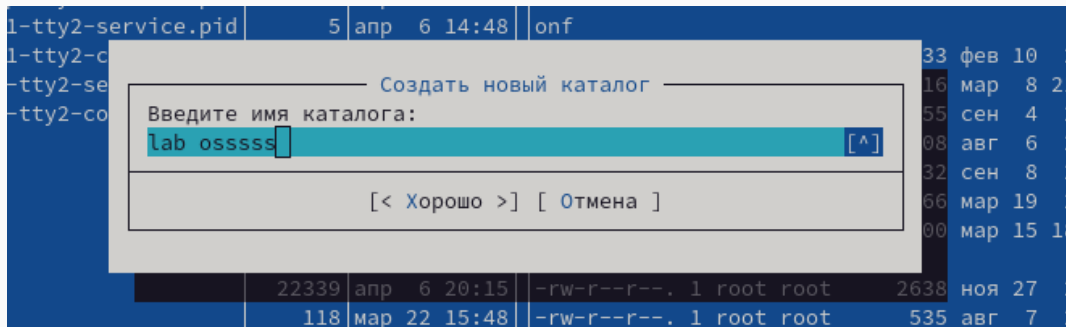 1-tty2-service.pid 5 апр 6 14:48 onf
1-tty2-c 33 фев 10
Создать новый каталог
-tty2-se 16 мар 8 2
Введите имя каталога:
-tty2-co 55 сен 4
lab osssss [^] 08 авг 6
32 сен 8
[< Хорошо >] [ Отмена ] 66 мар 19
00 мар 15 1
22339 апр 6 20:15 -rw-r--r--. 1 root root 2638 ноя 27
118 мар 22 15:48 -rw-r--r--. 1 root root 535 авг 7